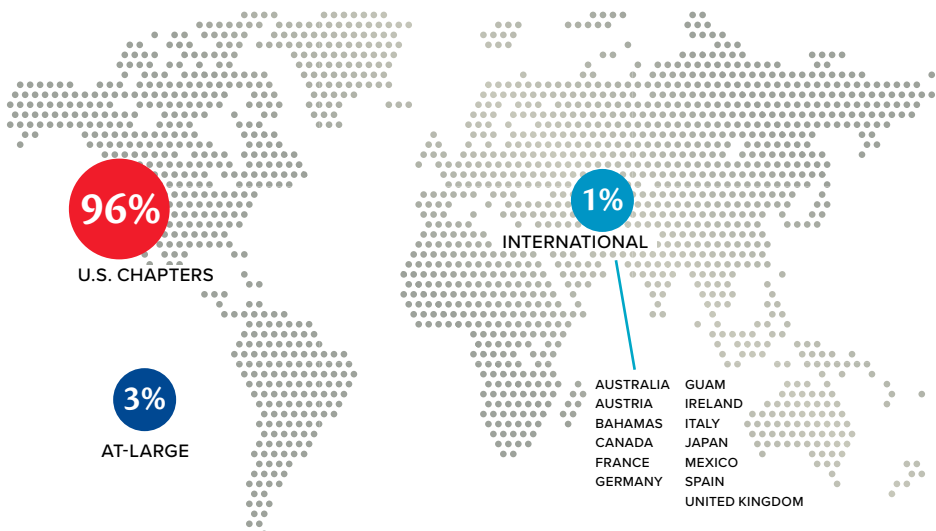 96%
U.S. CHAPTERS
1%
INTERNATIONAL
3%
AT-LARGE
AUSTRALIA
AUSTRIA
BAHAMAS
CANADA
FRANCE
GERMANY
GUAM
IRELAND
ITALY
JAPAN
MEXICO
SPAIN
UNITED KINGDOM